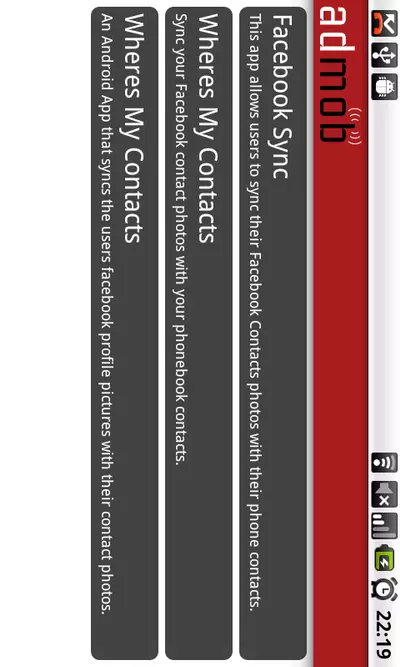 22:19
admob
Facebook Sync
This app allows users to sync their Facebook Contacts photos with their phone contacts.
Wheres My Contacts
Sync your Facebook contact photos with your phonebook contacts.
Wheres My Contacts
An Android App that syncs the users facebook profile pictures with their contact photos.